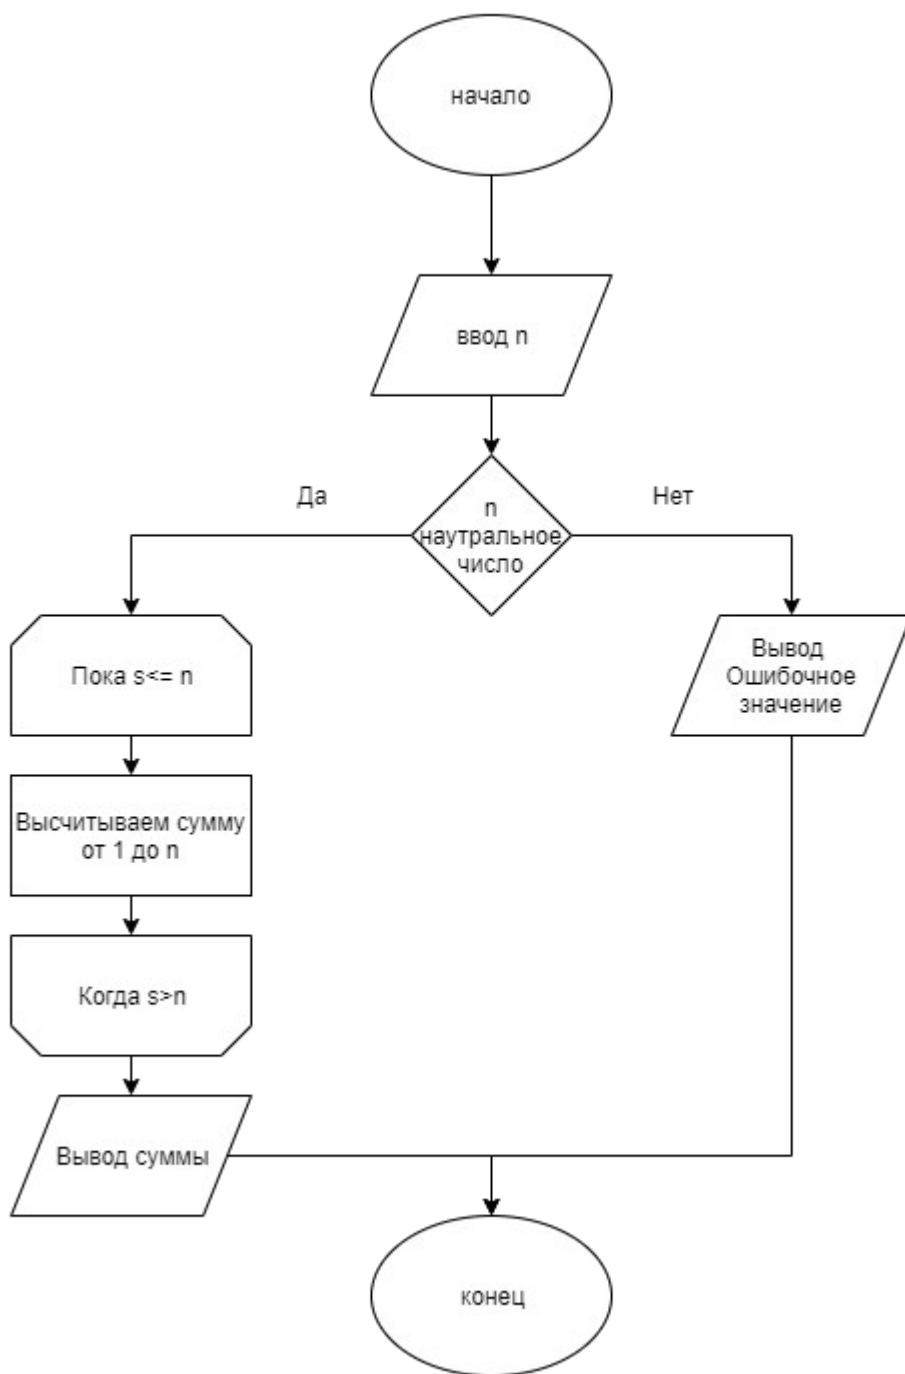 начало
ввод n
Да
Нет
n
наутральное
число
Пока s<= n
Вывод
Ошибочное
значение
Высчитываем сумму
от 1 до n
Когда s>n
Вывод суммы
конец